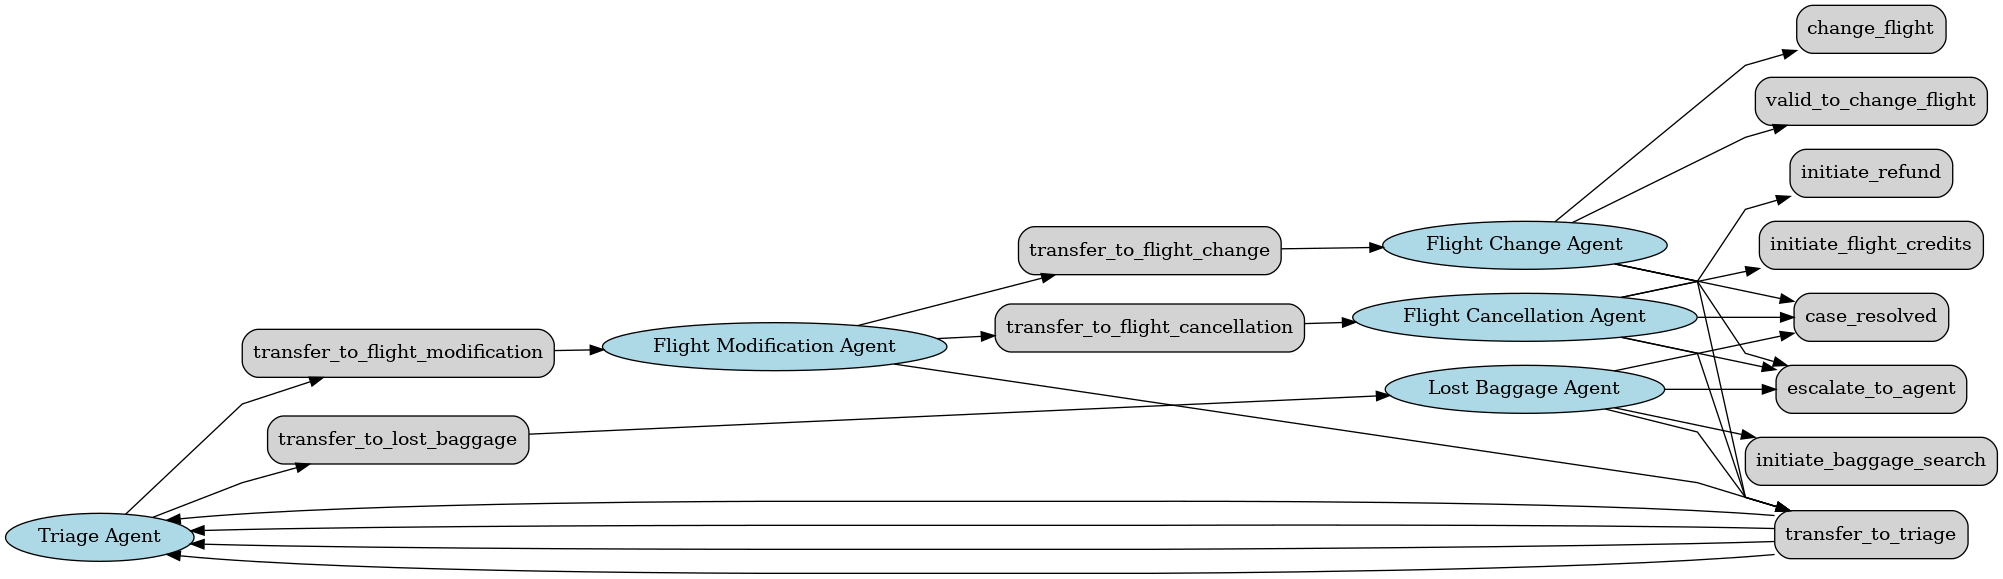 change_flight
valid_to_change_flight
initiate_refund
transfer_to_flight_change
Flight Change Agent
initiate_flight_credits
transfer_to_flight_cancellation
Flight Cancellation Agent
case_resolved
transfer_to_flight_modification
Flight Modification Agent
Lost Baggage Agent
escalate_to_agent
transfer_to_lost_baggage
initiate_baggage_search
Triage Agent
transfer_to_triage